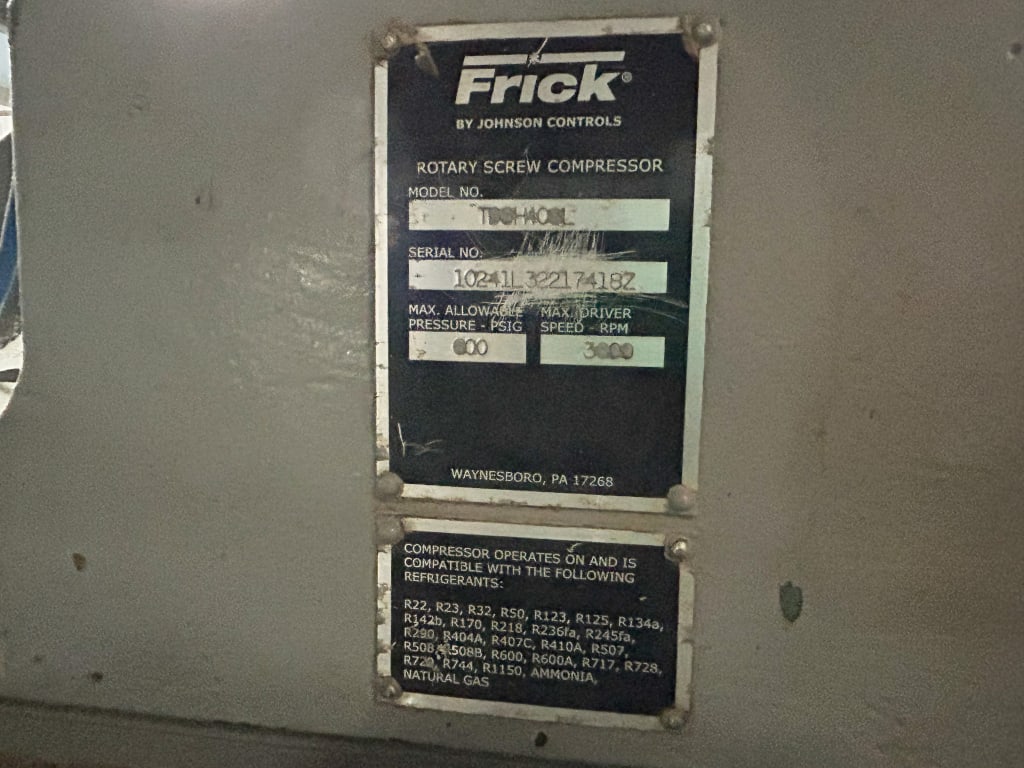 Frick®
BY JOHNSON CONTROLS
ROTARY SCREW COMPRESSOR
MODEL NO.
SERIAL NO.
10241L32217418Z
MAX. ALLOWABLE MAX. DRIVER
PRESSURE - PSIG SPEED - RPM
600
WAYNESBORO, PA 17268
COMPRESSOR OPERATES ON AND IS
COMPATIBLE WITH THE FOLLOWING
REFRIGERANTS:
R22, R23, R32, R50, R123, R125, R134a,
R142b, R170, R218, R236fa, R245fa,
R290, R404A, R407C, R410A, R507,
R508, R508B, R600, R600A, R717, R728,
R744, R1150, AMMONIA,
NATURAL GAS